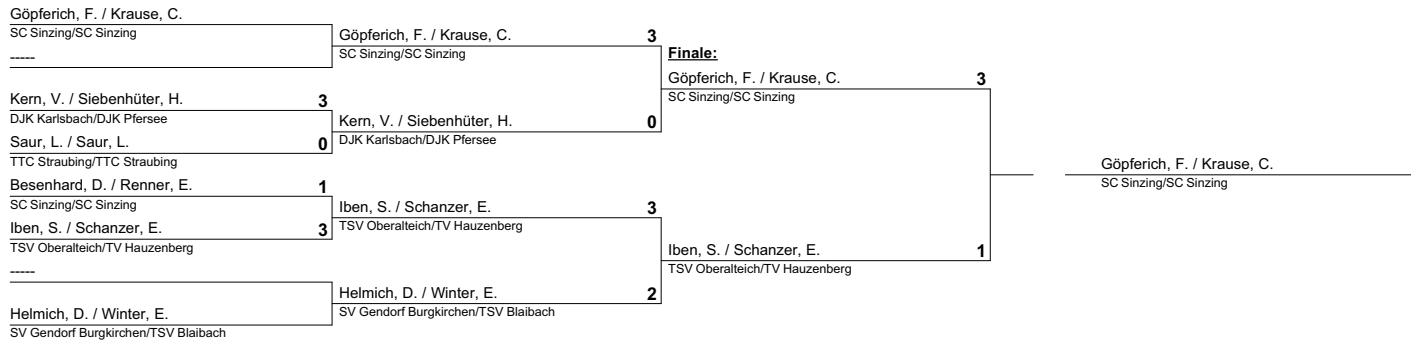 Göpferich, F. / Krause, C.
SC Sinzing/SC Sinzing
-----
Kern, V. / Siebenhüter, H. 3
DJK Karlsbach/DJK Pfersee
Saur, L. / Saur, L. 0
TTC Straubing/TTC Straubing
Besenhard, D. / Renner, E. 1
SC Sinzing/SC Sinzing
Iben, S. / Schanzer, E. 3
TSV Oberalteich/TV Hauzenberg
-----
Helmich, D. / Winter, E.
SV Gendorf Burgkirchen/TSV Blaibach
Göpferich, F. / Krause, C. 3
SC Sinzing/SC Sinzing
Kern, V. / Siebenhüter, H. 0
DJK Karlsbach/DJK Pfersee
Iben, S. / Schanzer, E. 3
TSV Oberalteich/TV Hauzenberg
Helmich, D. / Winter, E. 2
SV Gendorf Burgkirchen/TSV Blaibach
Finale:
Göpferich, F. / Krause, C. 3
SC Sinzing/SC Sinzing
Iben, S. / Schanzer, E. 1
TSV Oberalteich/TV Hauzenberg
Göpferich, F. / Krause, C.
SC Sinzing/SC Sinzing